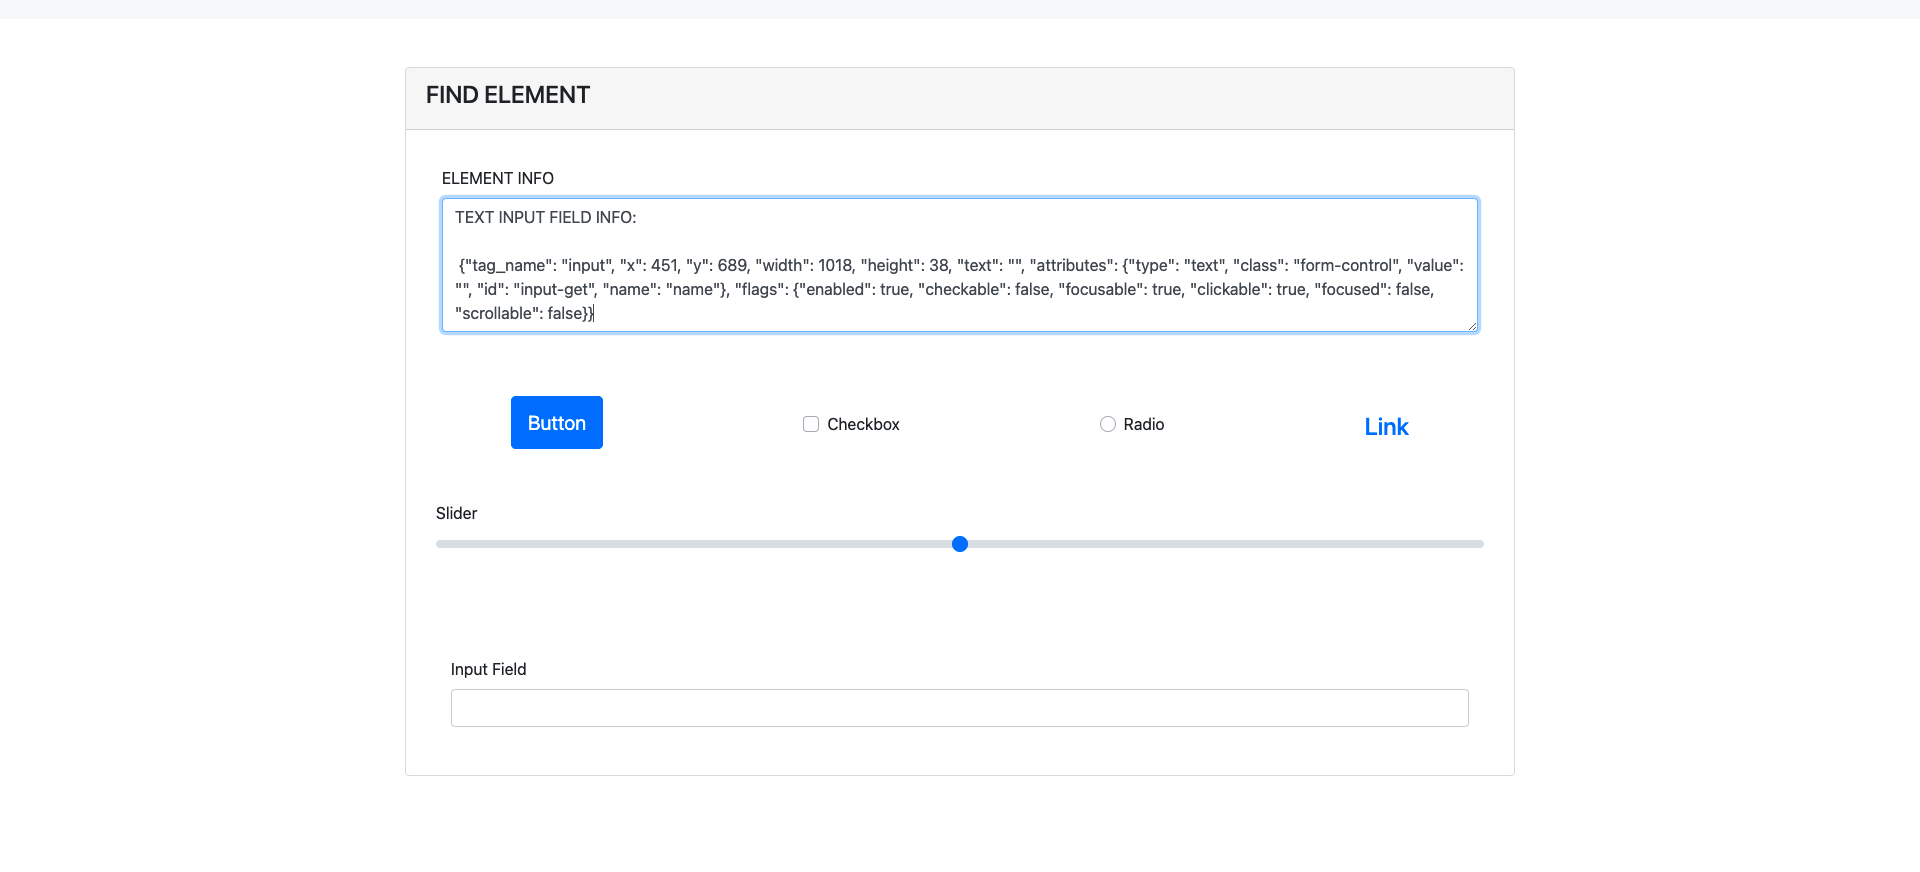 FIND ELEMENT
ELEMENT INFO
TEXT INPUT FIELD INFO:
{"tag_name": "input", "x": 451, "y": 689, "width": 1018, "height": 38, "text": "", "attributes": {"type": "text", "class": "form-control", "value":
"", "id": "input-get", "name": "name"}, "flags": {"enabled": true, "checkable": false, "focusable": true, "clickable": true, "focused": false,
"scrollable": false}}
Button Checkbox Radio Link
Slider
Input Field